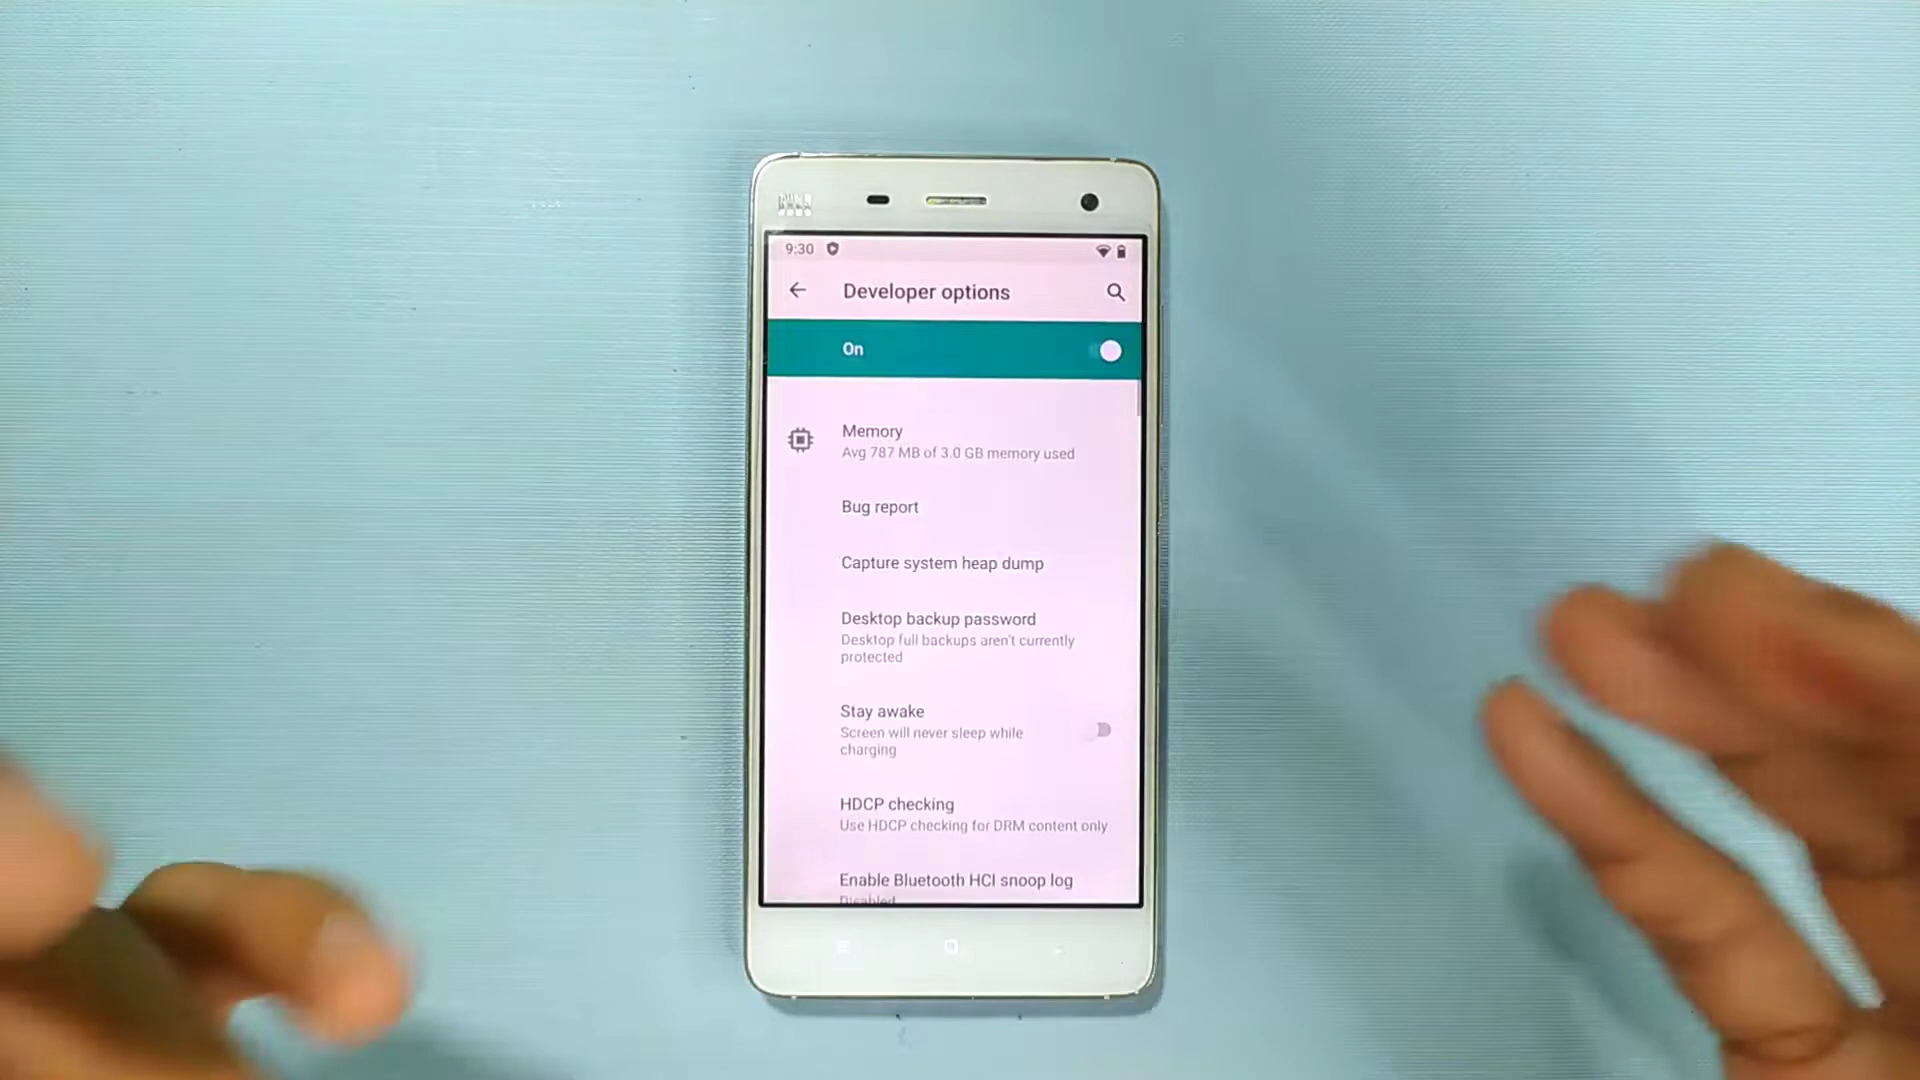 9:30
Developer options
On
Memory
Avg 787 MB of 3.0 GB memory used
Bug report
Capture system heap dump
Desktop backup password
Desktop full backups aren't currently
protected
Stay awake
Screen will never sleep while
charging
HDCP checking
Use HDCP checking for DRM content only
Enable Bluetooth HCI snoop log
Disabled